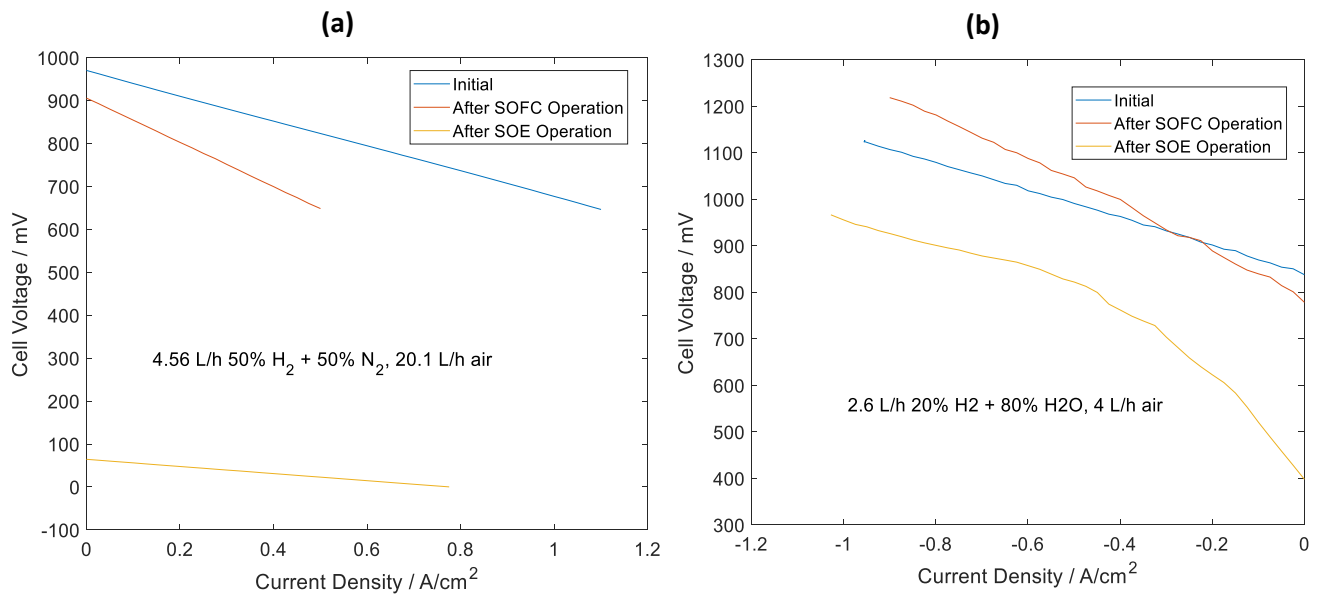 (a)
1000
900
800
700
600
500
400
300
200
100
0
-100
0
0.2
0.4
0.6
0.8
1
1.2
Cell Voltage / mV
Current Density / A/cm²
Initial
After SOFC Operation
After SOE Operation
4.56 L/h 50% H₂ + 50% N₂, 20.1 L/h air
(b)
1300
1200
1100
1000
900
800
700
600
500
400
300
-1.2
-1
-0.8
-0.6
-0.4
-0.2
0
Cell Voltage / mV
Current Density / A/cm²
Initial
After SOFC Operation
After SOE Operation
2.6 L/h 20% H2 + 80% H2O, 4 L/h air